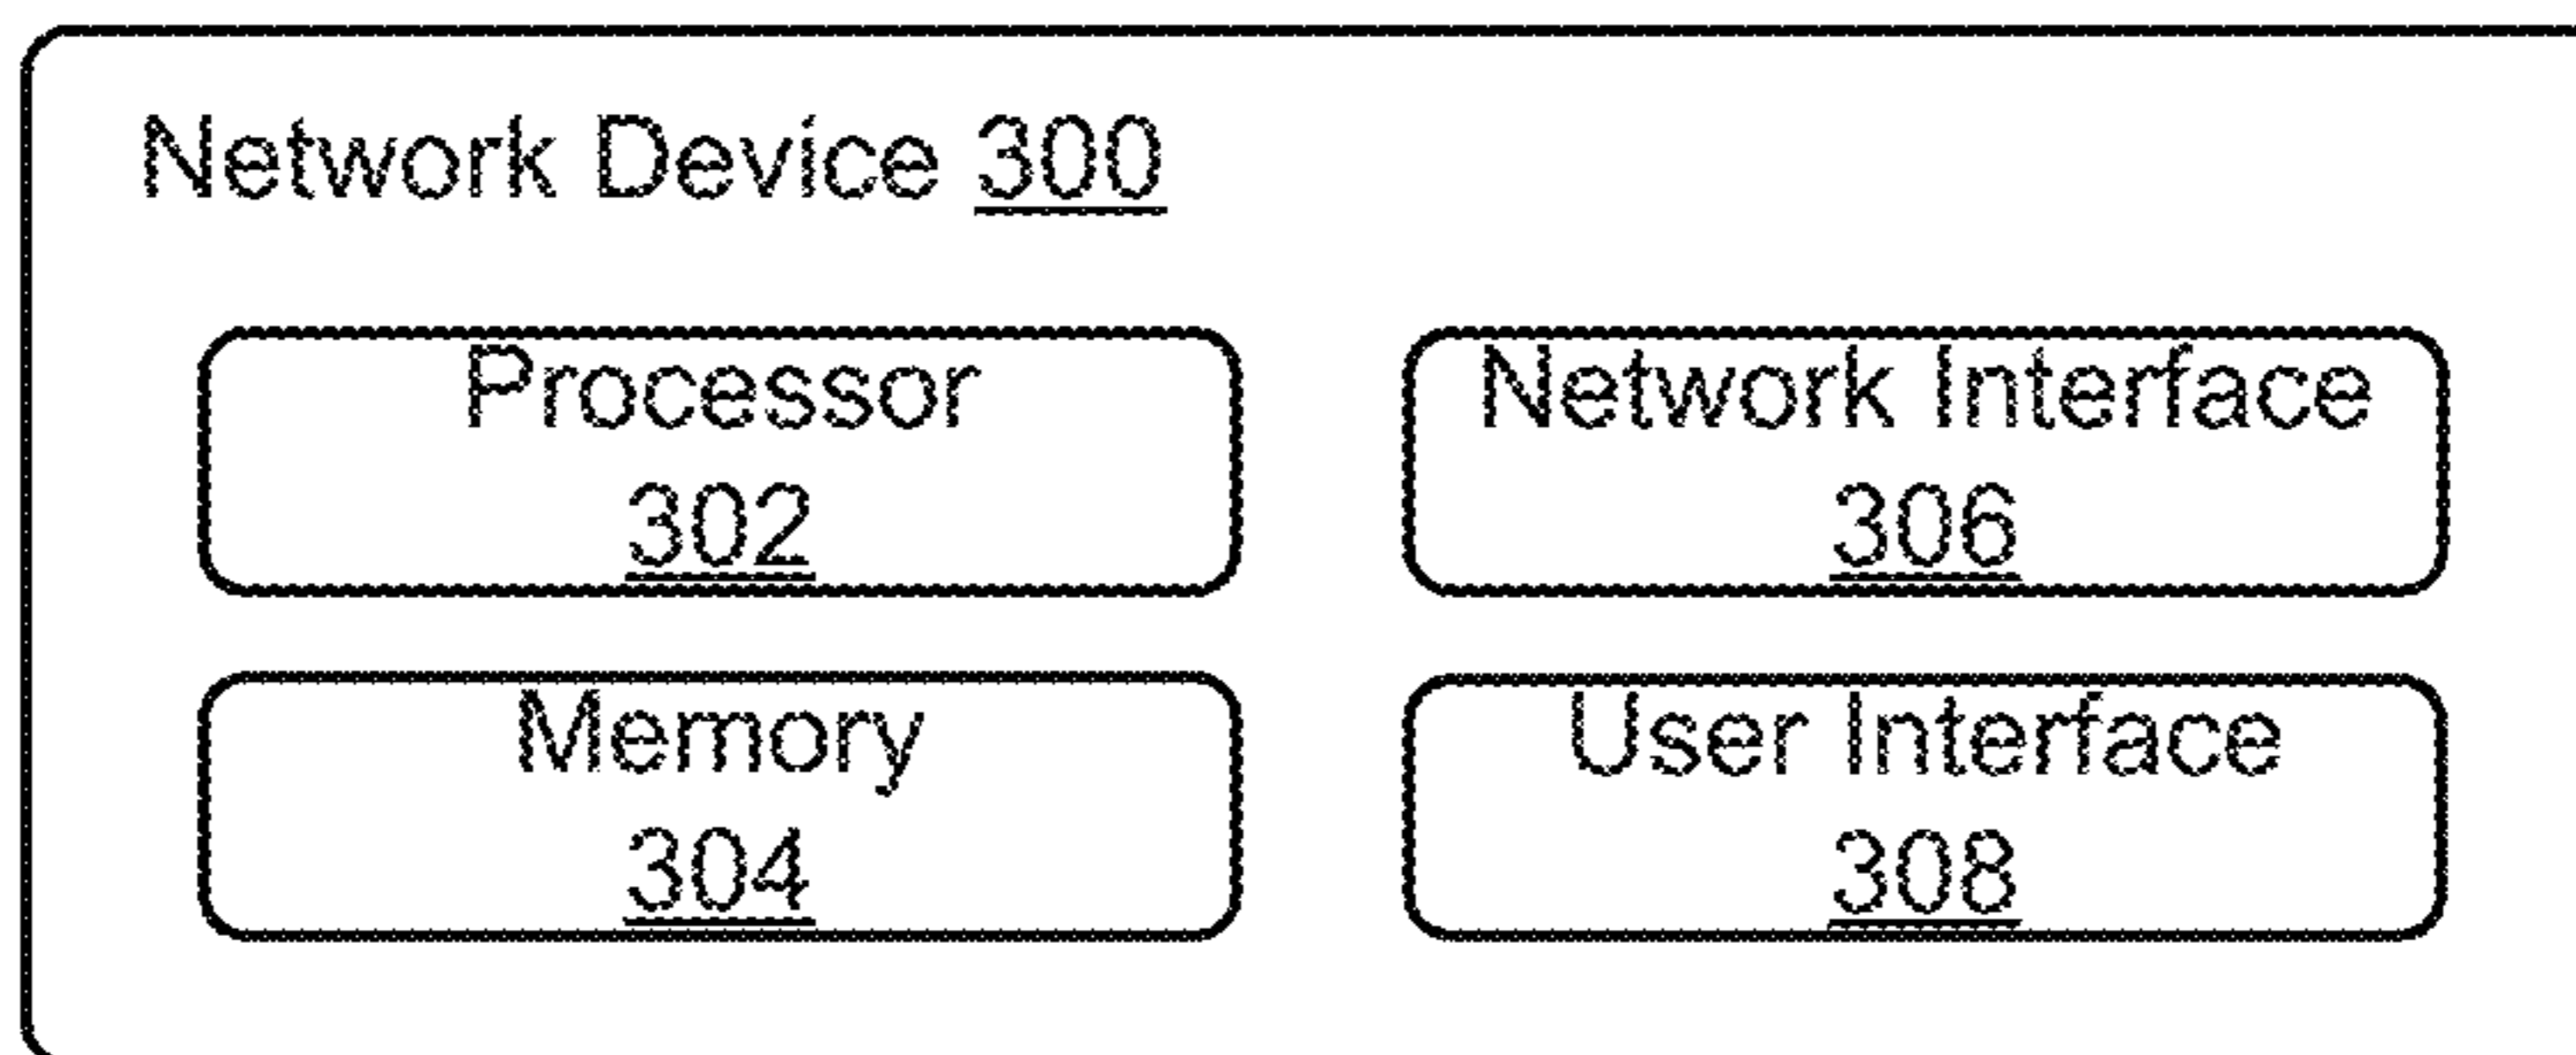 Network Device 300
Processor
302
Network Interface
306
Memory
304
User Interface
308